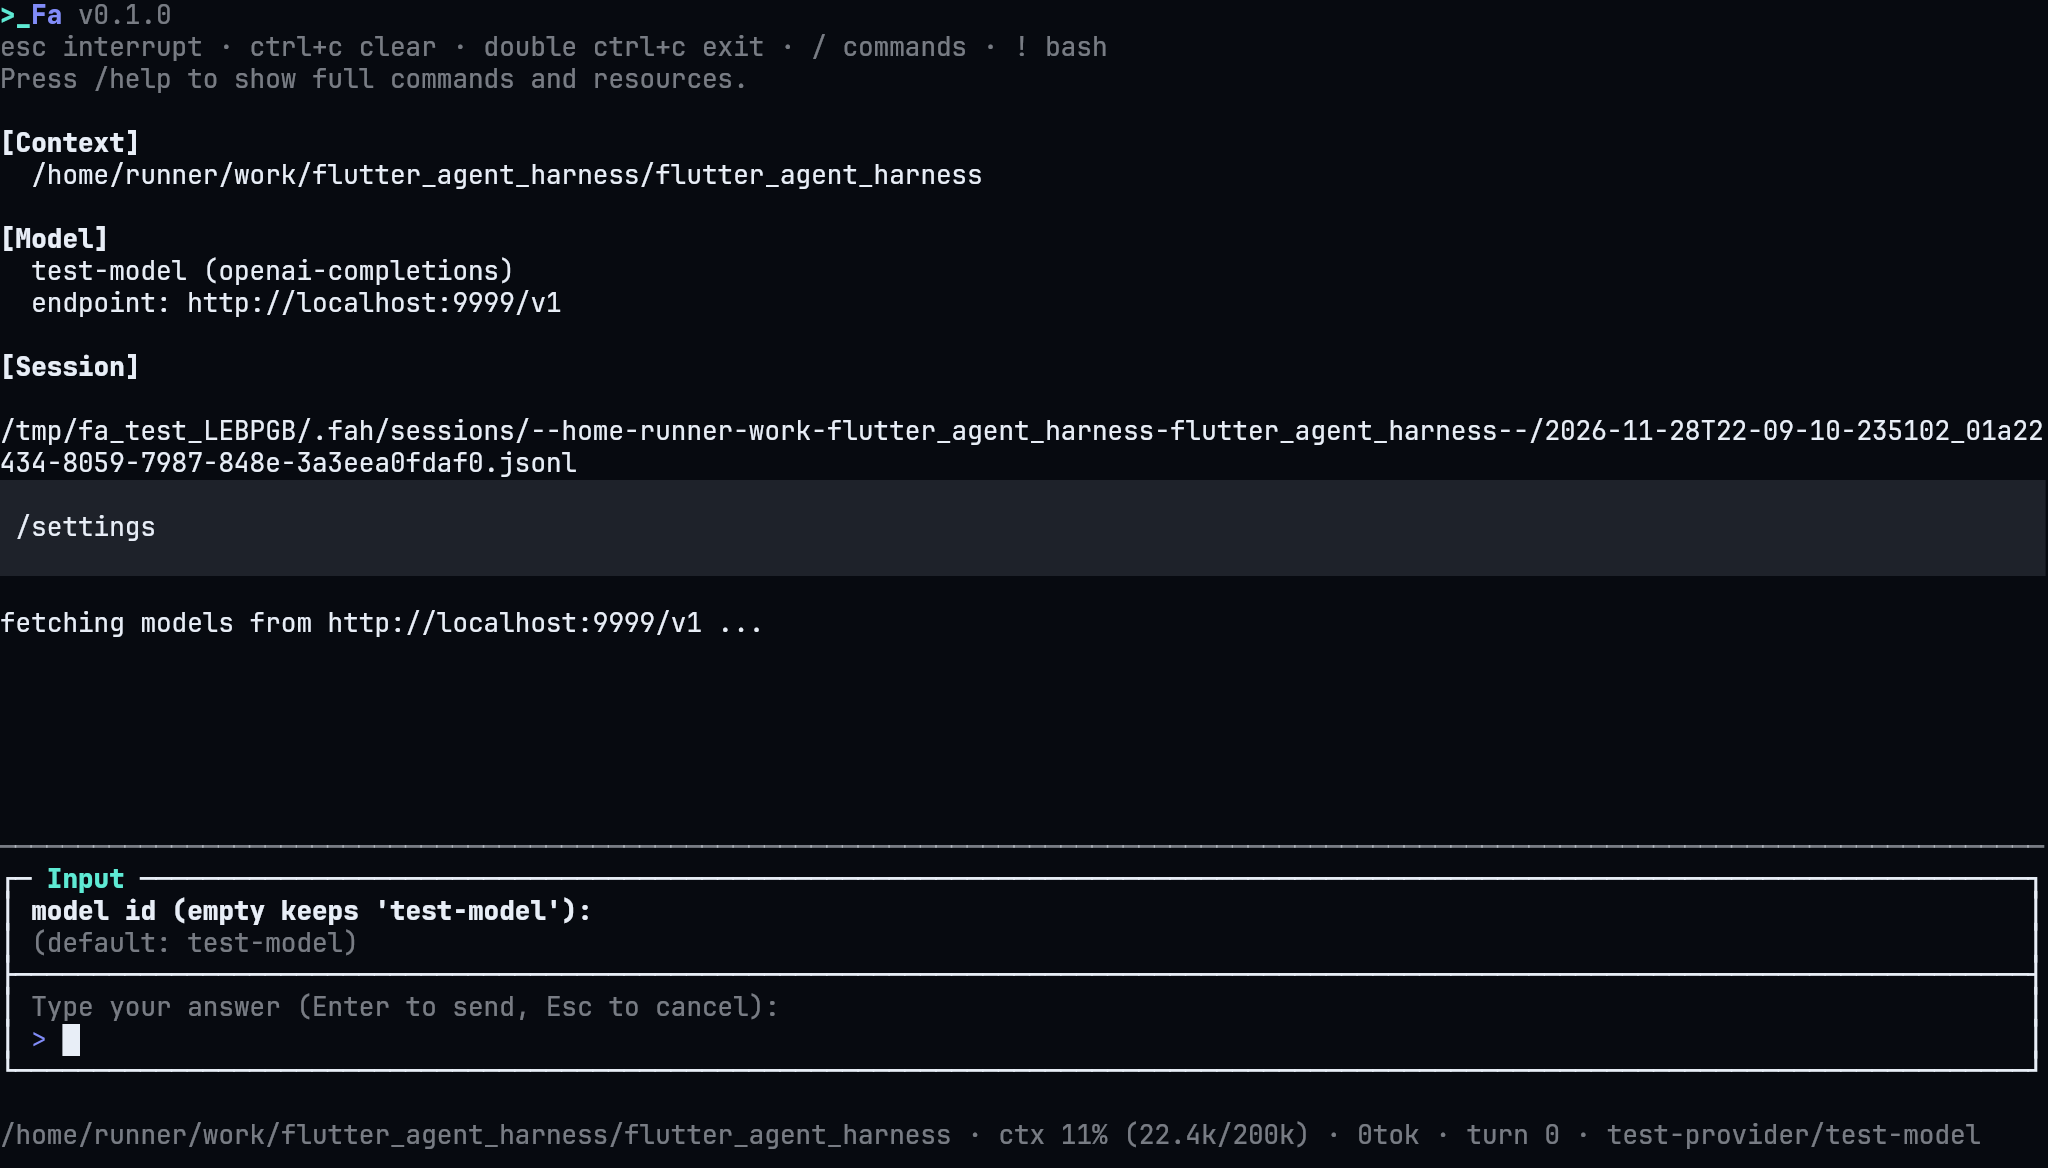 >_Fa v0.1.0
esc interrupt · ctrl+c clear · double ctrl+c exit · / commands · ! bash
Press /help to show full commands and resources.
[Context]
/home/runner/work/flutter_agent_harness/flutter_agent_harness
[Model]
test-model (openai-completions)
endpoint: http://localhost:9999/v1
[Session]
/tmp/fa_test_LEBPGB/.fah/sessions/--home-runner-work-flutter_agent_harness-flutter_agent_harness--/2026-11-28T22-09-10-235102_01a22
434-8059-7987-848e-3a3eea0fdaf0.jsonl
/settings
fetching models from http://localhost:9999/v1 ...
Input
model id (empty keeps 'test-model'):
(default: test-model)
Type your answer (Enter to send, Esc to cancel):
>
/home/runner/work/flutter_agent_harness/flutter_agent_harness · ctx 11% (22.4k/200k) · 0tok · turn 0 · test-provider/test-model